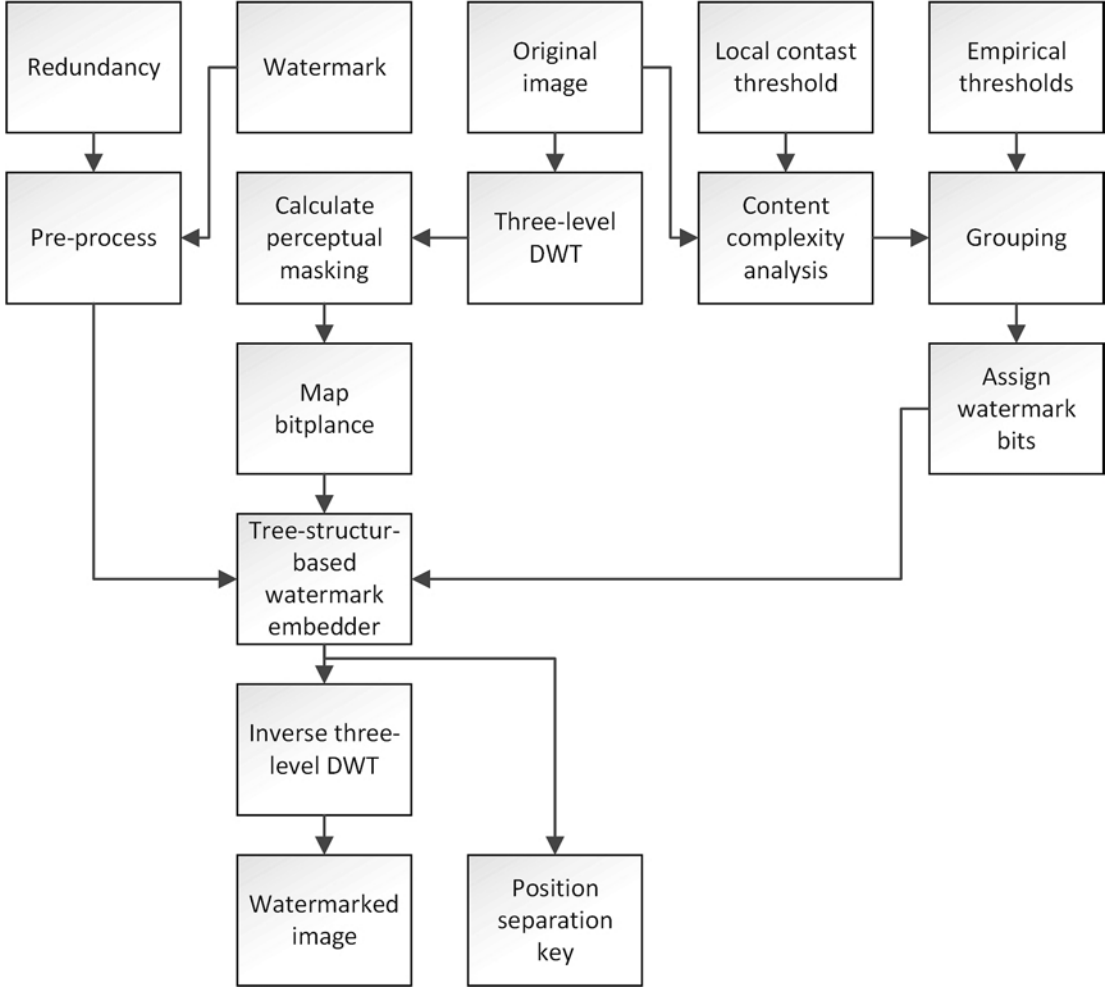 Redundancy
Watermark
Original
image
Local contast
threshold
Empirical
thresholds
Pre-process
Calculate
perceptual
masking
Three-level
DWT
Content
complexity
analysis
Grouping
Map
bitplance
Assign
watermark
bits
Tree-structur-
based
watermark
embedder
Inverse three-
level DWT
Watermarked
image
Position
separation
key